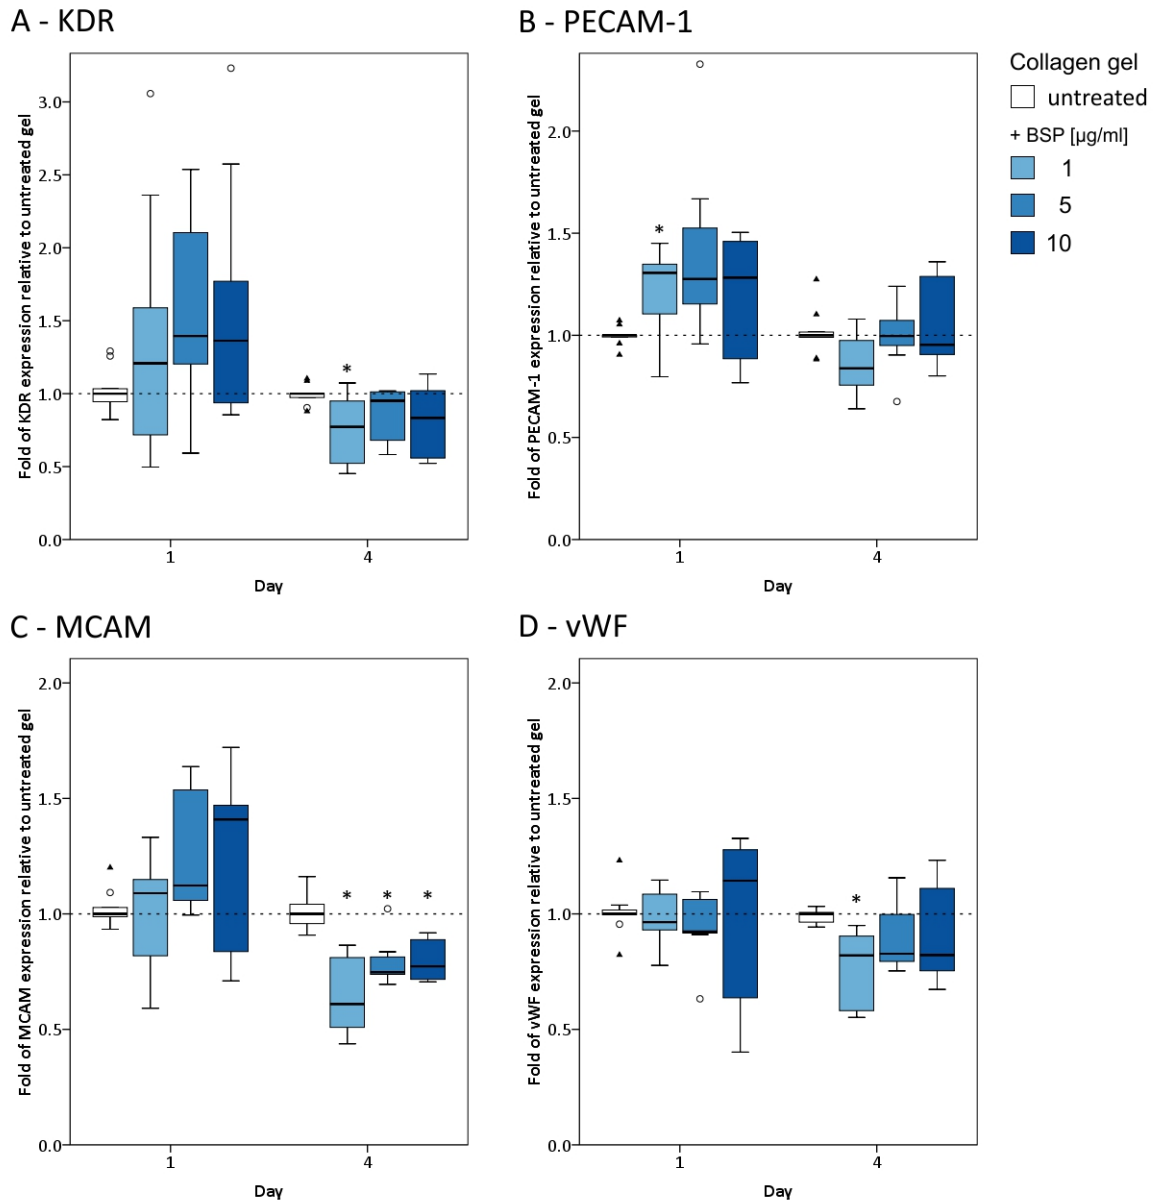 A - KDR
B - PECAM-1
Collagen gel
untreated
+ BSP [µg/ml]
1
5
10
Fold of KDR expression relative to untreated gel
3.0
2.5
2.0
1.5
1.0
0.5
0.0
*
1
4
Day
Fold of PECAM-1 expression relative to untreated gel
2.0
1.5
1.0
0.5
0.0
*
1
4
Day
C - MCAM
D - vWF
Fold of MCAM expression relative to untreated gel
2.0
1.5
1.0
0.5
0.0
* * *
1
4
Day
Fold of vWF expression relative to untreated gel
2.0
1.5
1.0
0.5
0.0
*
1
4
Day